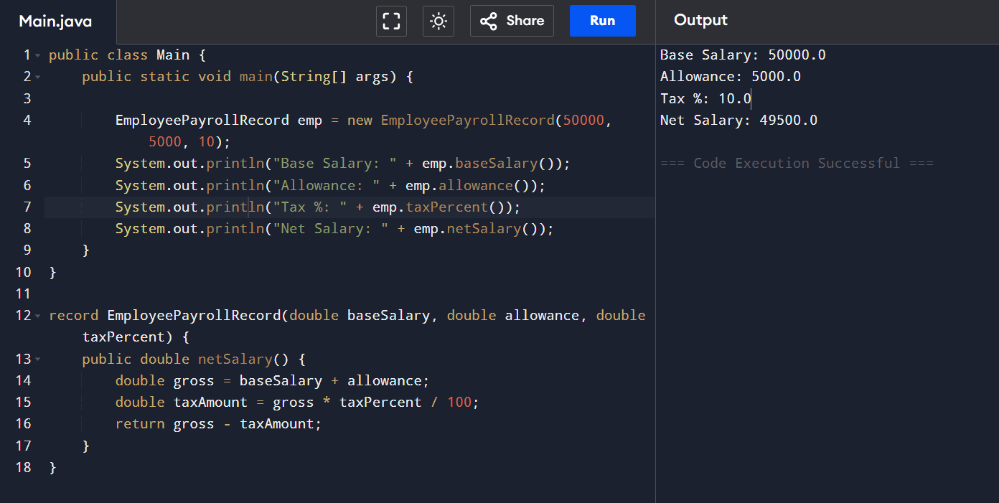 Main.java
Share
Run
Output
1 public class Main {
2 public static void main(String[] args) {
3
4 EmployeePayrollRecord emp = new EmployeePayrollRecord(50000,
5000, 10);
5 System.out.println("Base Salary: " + emp.baseSalary());
6 System.out.println("Allowance: " + emp.allowance());
7 System.out.println("Tax %: " + emp.taxPercent());
8 System.out.println("Net Salary: " + emp.netSalary());
9 }
10 }
11
12 record EmployeePayrollRecord(double baseSalary, double allowance, double
taxPercent) {
13 public double netSalary() {
14 double gross = baseSalary + allowance;
15 double taxAmount = gross * taxPercent / 100;
16 return gross - taxAmount;
17 }
18 }
Base Salary: 50000.0
Allowance: 5000.0
Tax %: 10.0
Net Salary: 49500.0
=== Code Execution Successful ===